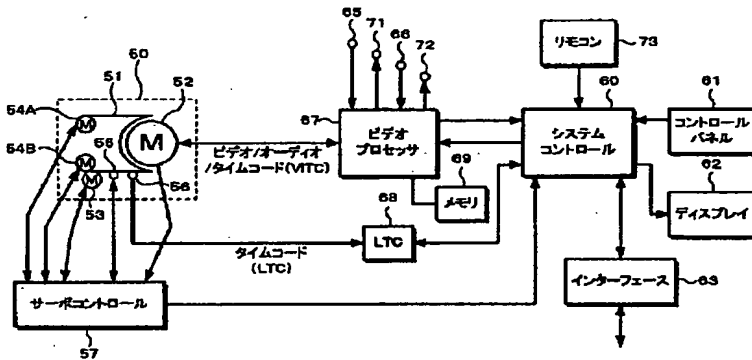 65
71
66
72
リモコン
73
50
51
52
54A
M
60
61
54B
M
55
M
67
ビデオ
プロセッサ
システム
コントロール
コントロール
パネル
M
53
56
ビデオ/オーディオ
/タイムコード(VITC)
69
メモリ
62
ディスプレイ
68
LTC
タイムコード
(LTC)
サーボコントロール
インターフェース
63
57